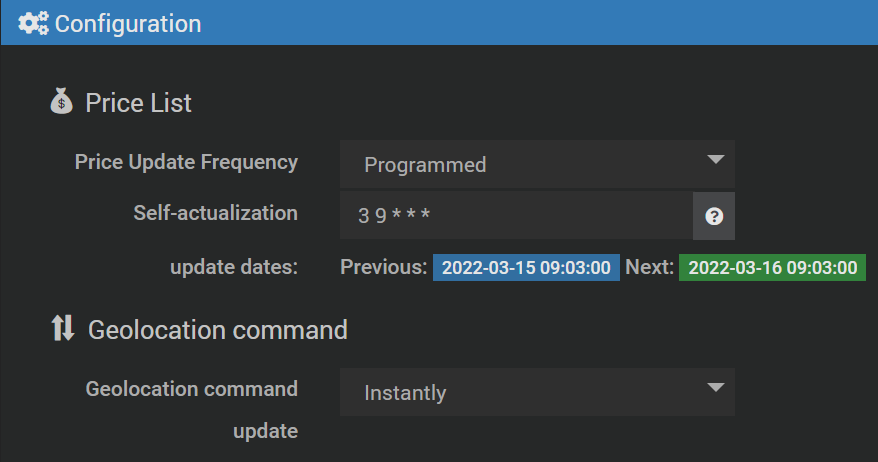 Configuration
Price List
Price Update Frequency Programmed
Self-actualization 3 9 * * *
update dates: Previous: 2022-03-15 09:03:00 Next: 2022-03-16 09:03:00
Geolocation command
Geolocation command Instantly
update